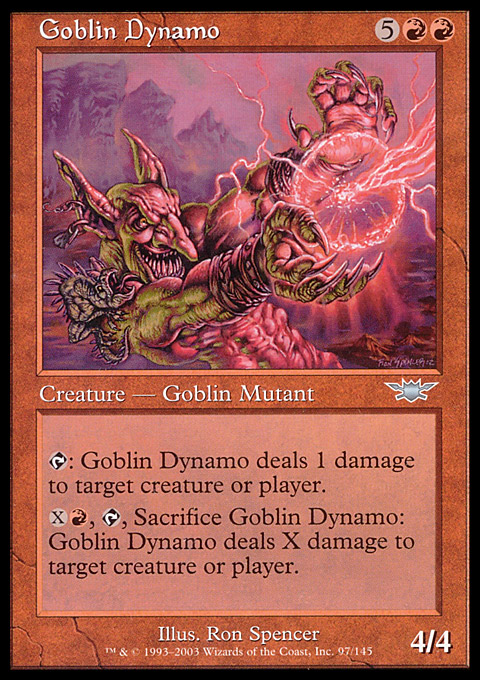 Goblin Dynamo 5
Creature — Goblin Mutant
: Goblin Dynamo deals 1 damage
to target creature or player.
X , , Sacrifice Goblin Dynamo:
Goblin Dynamo deals X damage to
target creature or player.
Illus. Ron Spencer
™ & © 1993-2003 Wizards of the Coast, Inc. 97/145
4/4